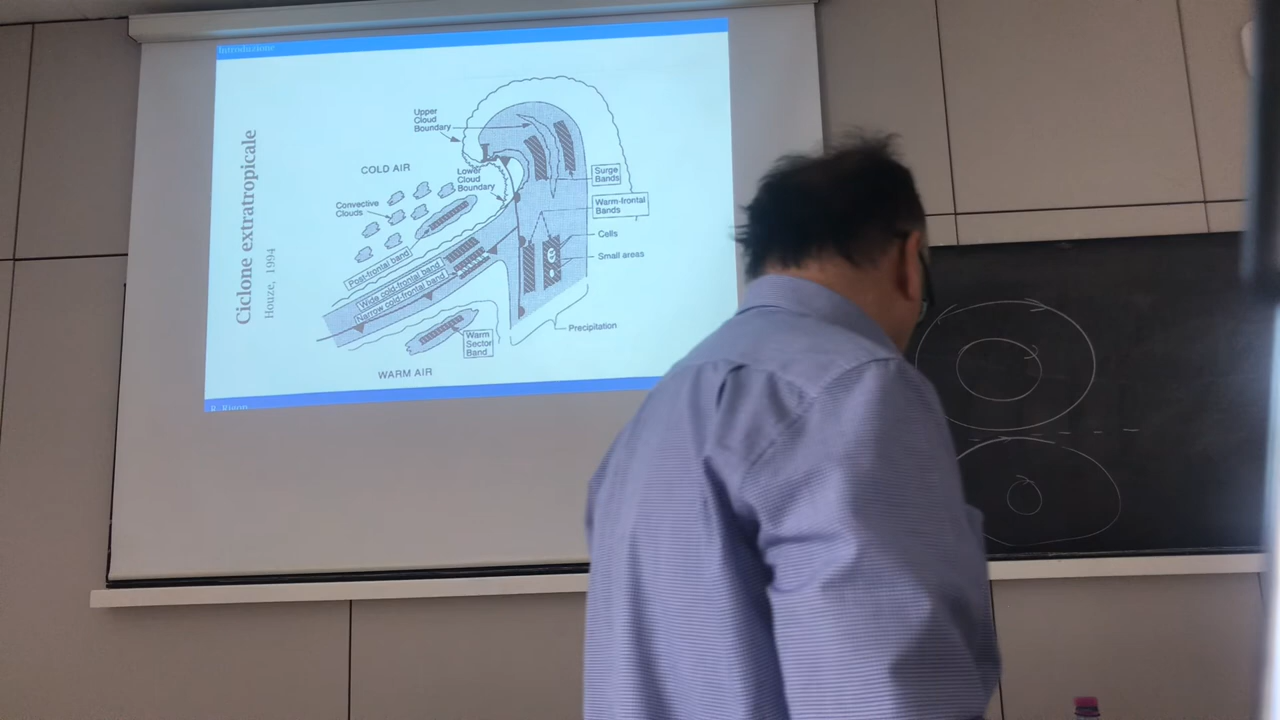 Introduzione
Ciclone extratropicale
Houze, 1994
Upper
Cloud
Boundary
COLD AIR
Lower
Cloud
Boundary
Convective
Clouds
Surge
Bands
Warm-frontal
Bands
Cells
Small areas
Post-frontal band
Wide cold-frontal band
Narrow cold-frontal band
Warm
Sector
Band
Precipitation
WARM AIR